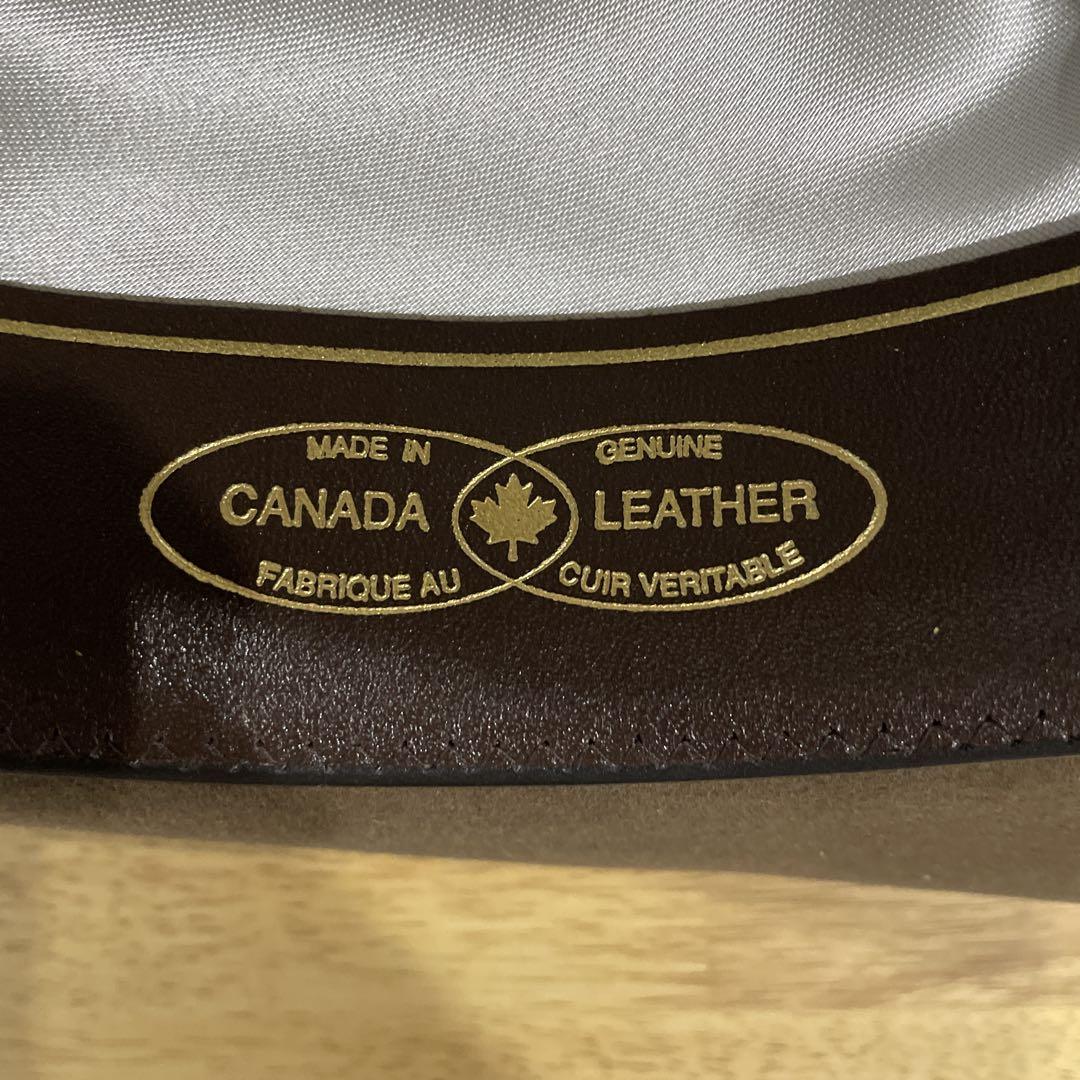 MADE IN
CANADA
FABRIQUE AU
GENUINE
LEATHER
CUIR VERITABLE